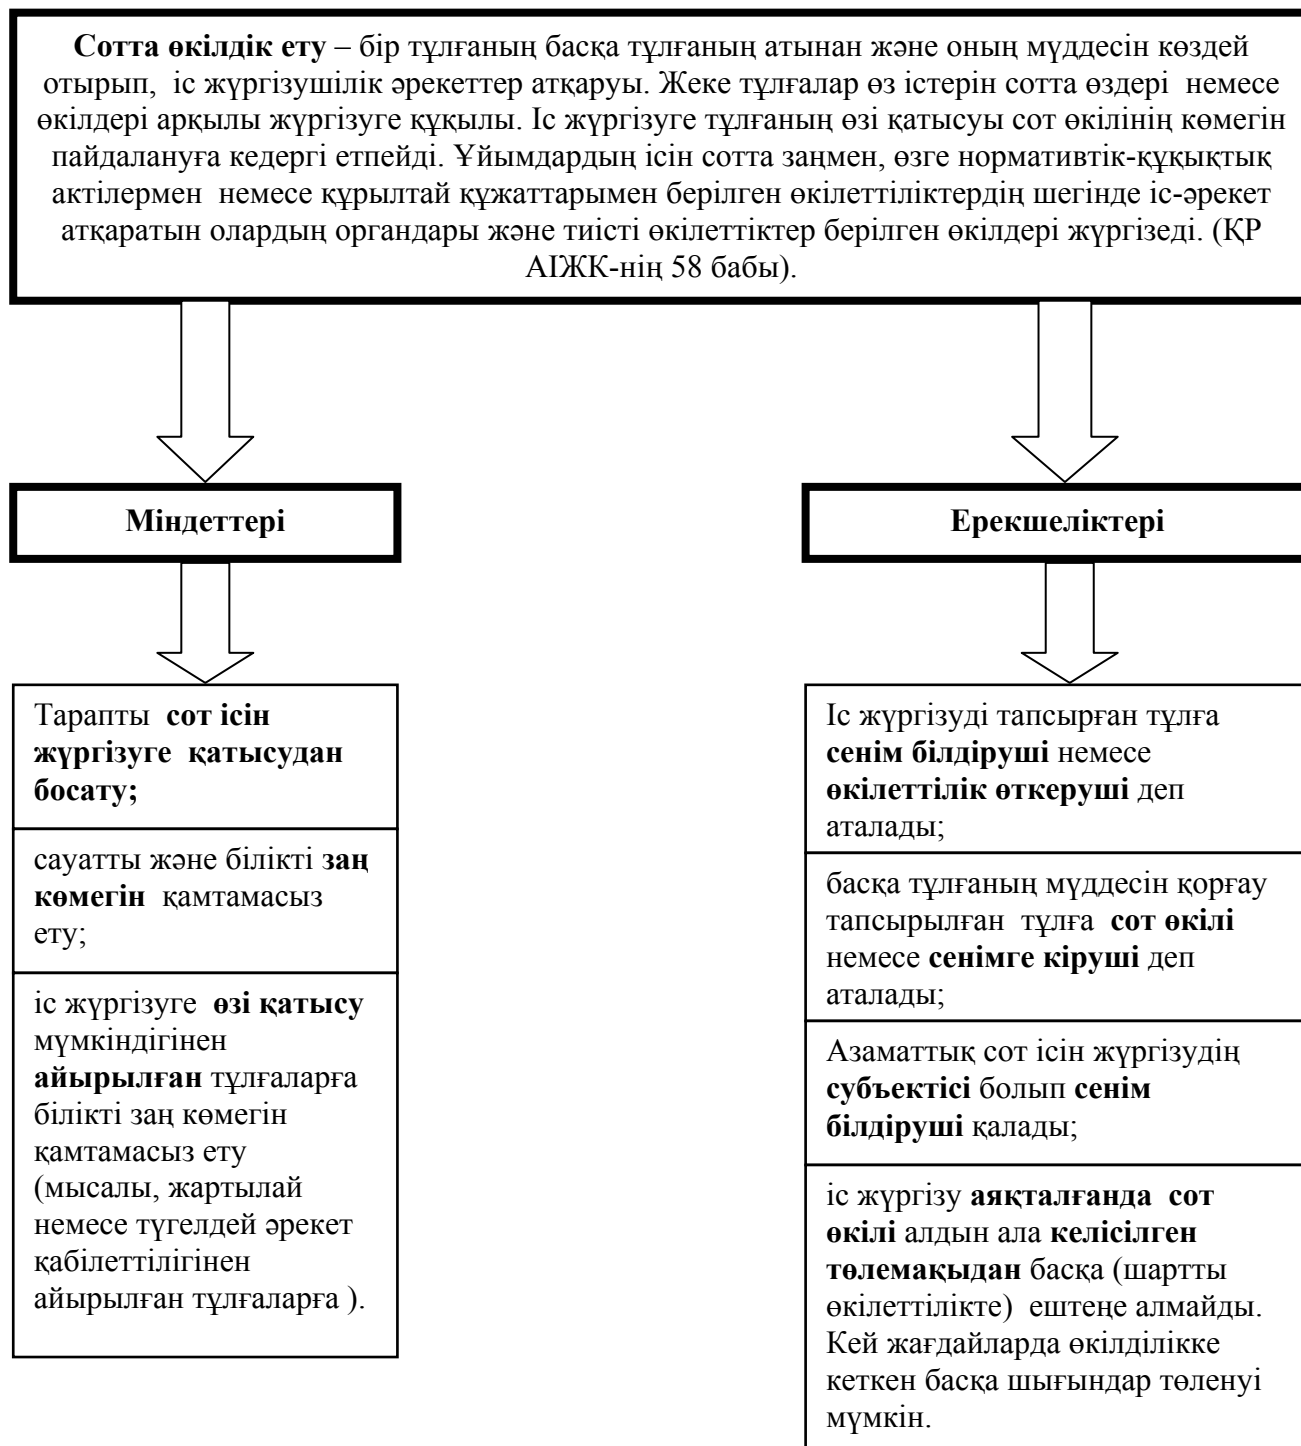 Сотта өкілдік ету – бір тұлғаның басқа тұлғаның атынан және оның мүддесін көздей
отырып, іс жүргізушілік әрекеттер атқаруы. Жеке тұлғалар өз істерін сотта өздері немесе
өкілдері арқылы жүргізуге құқылы. Іс жүргізуге тұлғаның өзі қатысуы сот өкілінің көмегін
пайдалануға кедергі етпейді. Ұйымдардың ісін сотта заңмен, өзге нормативтік-құқықтық
актілермен немесе құрылтай құжаттарымен берілген өкілеттіліктердің шегінде іс-әрекет
атқаратын олардың органдары және тиісті өкілеттіктер берілген өкілдері жүргізеді. (ҚР
АІЖК-нің 58 бабы).
Міндеттері
Тарапты сот ісін
жүргізуге қатысудан
босату;
сауатты және білікті заң
көмегін қамтамасыз
ету;
іс жүргізуге өзі қатысу
мүмкіндігінен
айырылған тұлғаларға
білікті заң көмегін
қамтамасыз ету
(мысалы, жартылай
немесе түгелдей әрекет
қабілеттілігінен
айырылған тұлғаларға ).
Ерекшеліктері
Іс жүргізуді тапсырған тұлға
сенім білдіруші немесе
өкілеттілік өткеруші деп
аталады;
басқа тұлғаның мүддесін қорғау
тапсырылған тұлға сот өкілі
немесе сенімге кіруші деп
аталады;
Азаматтық сот ісін жүргізудің
субъектісі болып сенім
білдіруші қалады;
іс жүргізу аяқталғанда сот
өкілі алдын ала келісілген
төлемақыдан басқа (шартты
өкілеттілікте) ештеңе алмайды.
Кей жағдайларда өкілділікке
кеткен басқа шығындар төленуі
мүмкін.